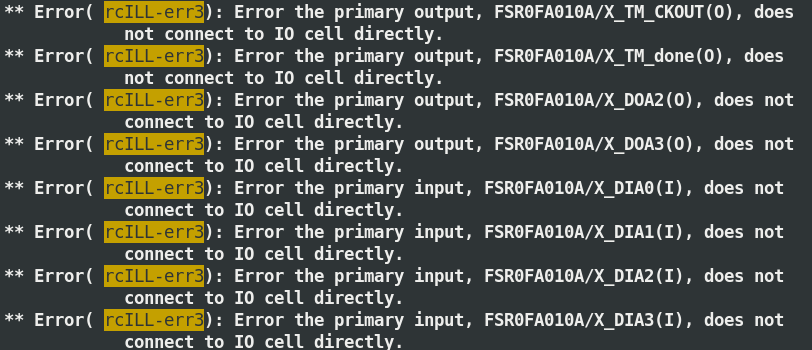 ** Error( rcILL-err3): Error the primary output, FSR0FA010A/X_TM_CKOUT(O), does
not connect to IO cell directly.
** Error( rcILL-err3): Error the primary output, FSR0FA010A/X_TM_done(O), does
not connect to IO cell directly.
** Error( rcILL-err3): Error the primary output, FSR0FA010A/X_DOA2(O), does not
connect to IO cell directly.
** Error( rcILL-err3): Error the primary output, FSR0FA010A/X_DOA3(O), does not
connect to IO cell directly.
** Error( rcILL-err3): Error the primary input, FSR0FA010A/X_DIA0(I), does not
connect to IO cell directly.
** Error( rcILL-err3): Error the primary input, FSR0FA010A/X_DIA1(I), does not
connect to IO cell directly.
** Error( rcILL-err3): Error the primary input, FSR0FA010A/X_DIA2(I), does not
connect to IO cell directly.
** Error( rcILL-err3): Error the primary input, FSR0FA010A/X_DIA3(I), does not
connect to IO cell directly.